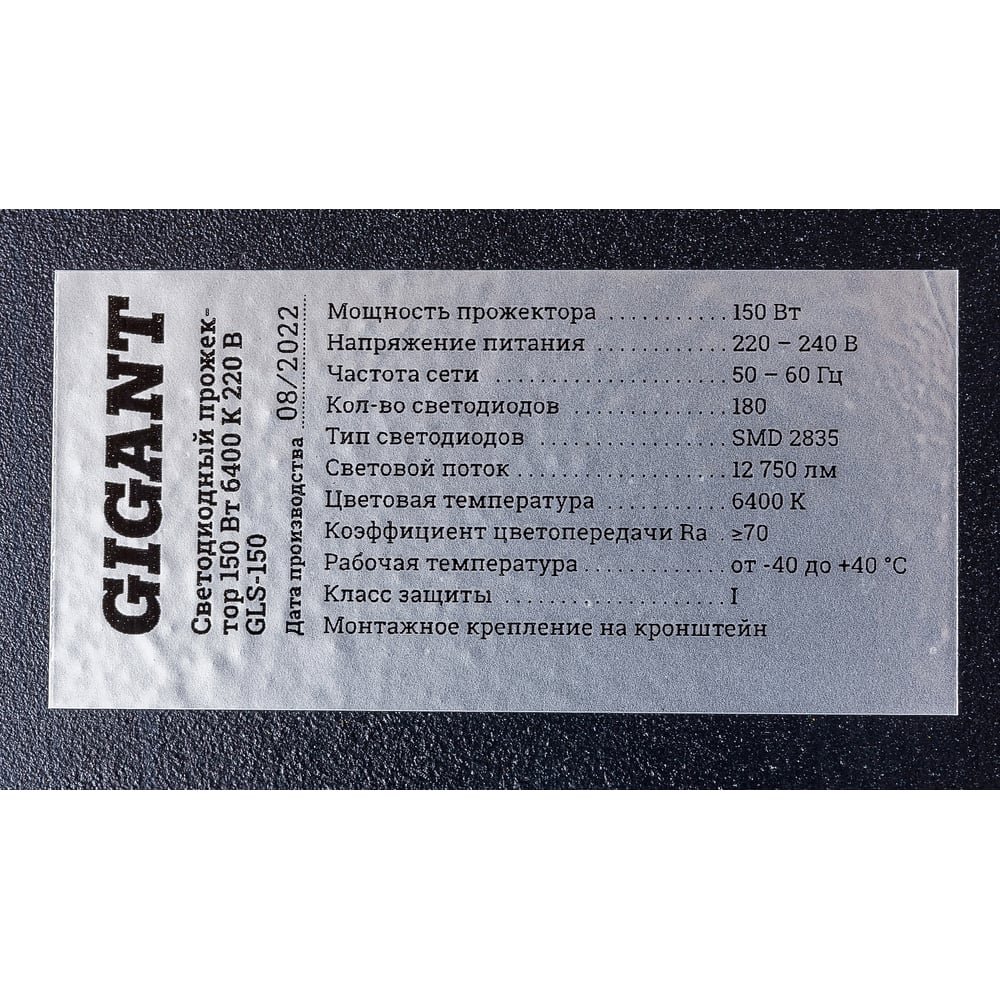 GIGANT
Светодиодный прожек-
тор 150 Вт 6400 К 220 В
GLS-150
Дата производства 08/2022
Мощность прожектора ........... 150 Вт
Напряжение питания ............ 220 – 240 В
Частота сети ..................... 50 – 60 Гц
Кол-во светодиодов .............. 180
Тип светодиодов ................. SMD 2835
Световой поток ................... 12 750 лм
Цветовая температура ........... 6400 К
Коэффициент цветопередачи Ra . ≥70
Рабочая температура ............. от -40 до +40 °С
Класс защиты ..................... I
Монтажное крепление на кронштейн